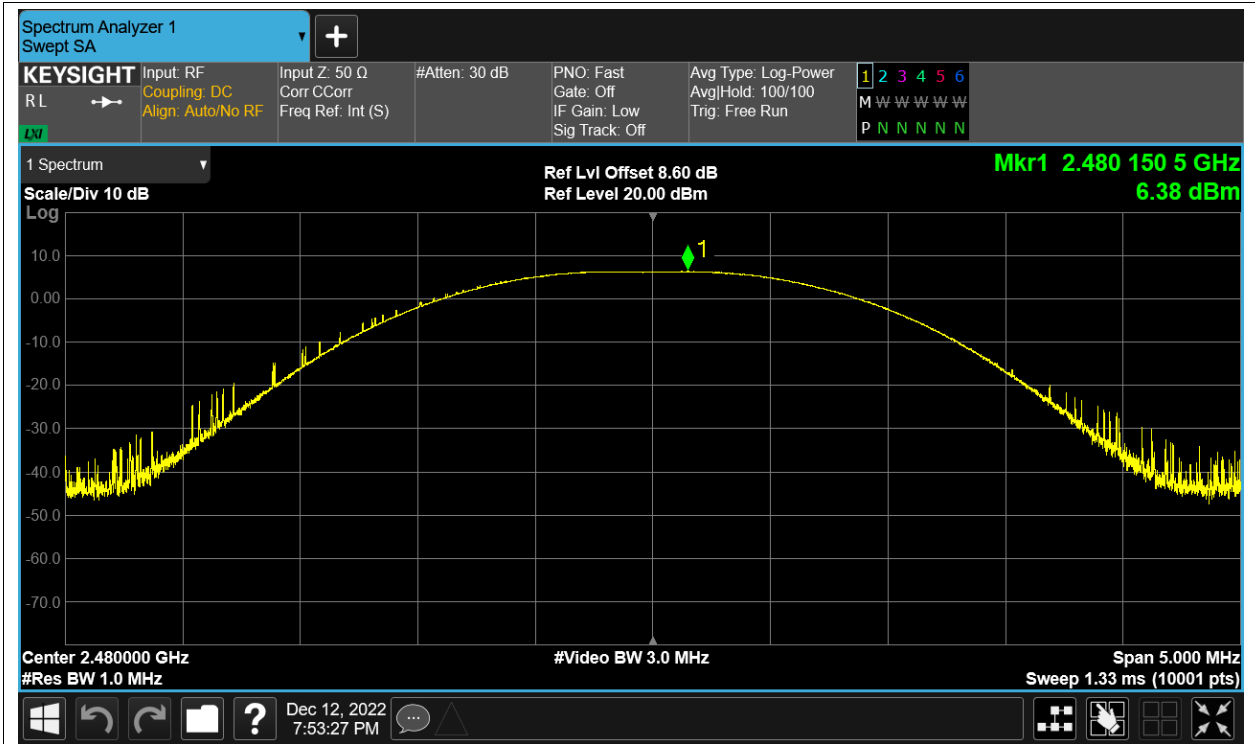 Spectrum Analyzer 1
Swept SA
+
KEYSIGHT
R L
LXI
Input: RF
Coupling: DC
Align: Auto/No RF
Input Z: 50 Ω
Corr CCorr
Freq Ref: Int (S)
#Atten: 30 dB
PNO: Fast
Gate: Off
IF Gain: Low
Sig Track: Off
Avg Type: Log-Power
Avg|Hold: 100/100
Trig: Free Run
1 2 3 4 5 6
M W W W W W W
P N N N N N N
1 Spectrum
Scale/Div 10 dB
Log
Ref Lvl Offset 8.60 dB
Ref Level 20.00 dBm
Mkr1 2.480 150 5 GHz
6.38 dBm
1
10.0
0.00
-10.0
-20.0
-30.0
-40.0
-50.0
-60.0
-70.0
Center 2.480000 GHz
#Res BW 1.0 MHz
#Video BW 3.0 MHz
Span 5.000 MHz
Sweep 1.33 ms (10001 pts)
?
Dec 12, 2022
7:53:27 PM